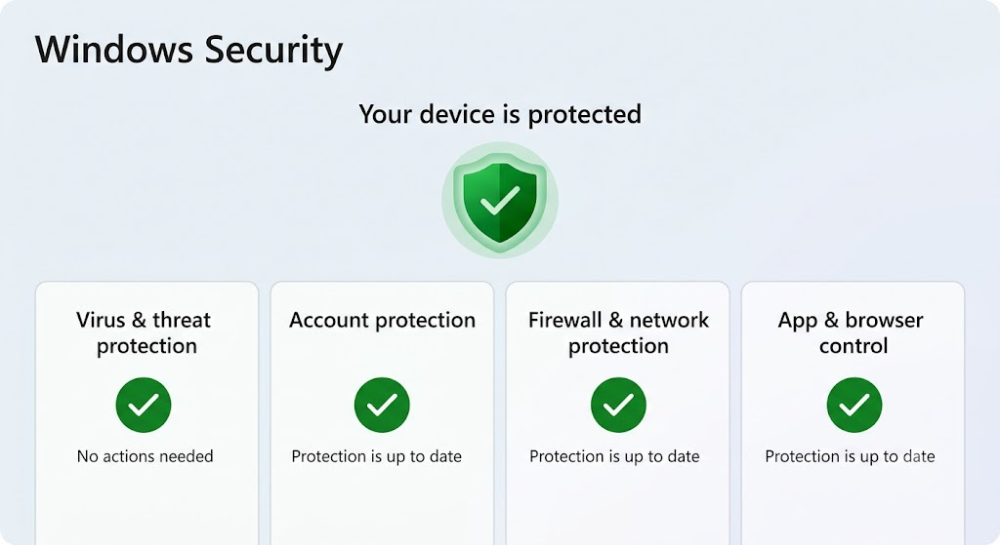 Windows Security
Your device is protected
Virus & threat
protection
No actions needed
Account protection
Protection is up to date
Firewall & network
protection
Protection is up to date
App & browser
control
Protection is up to date